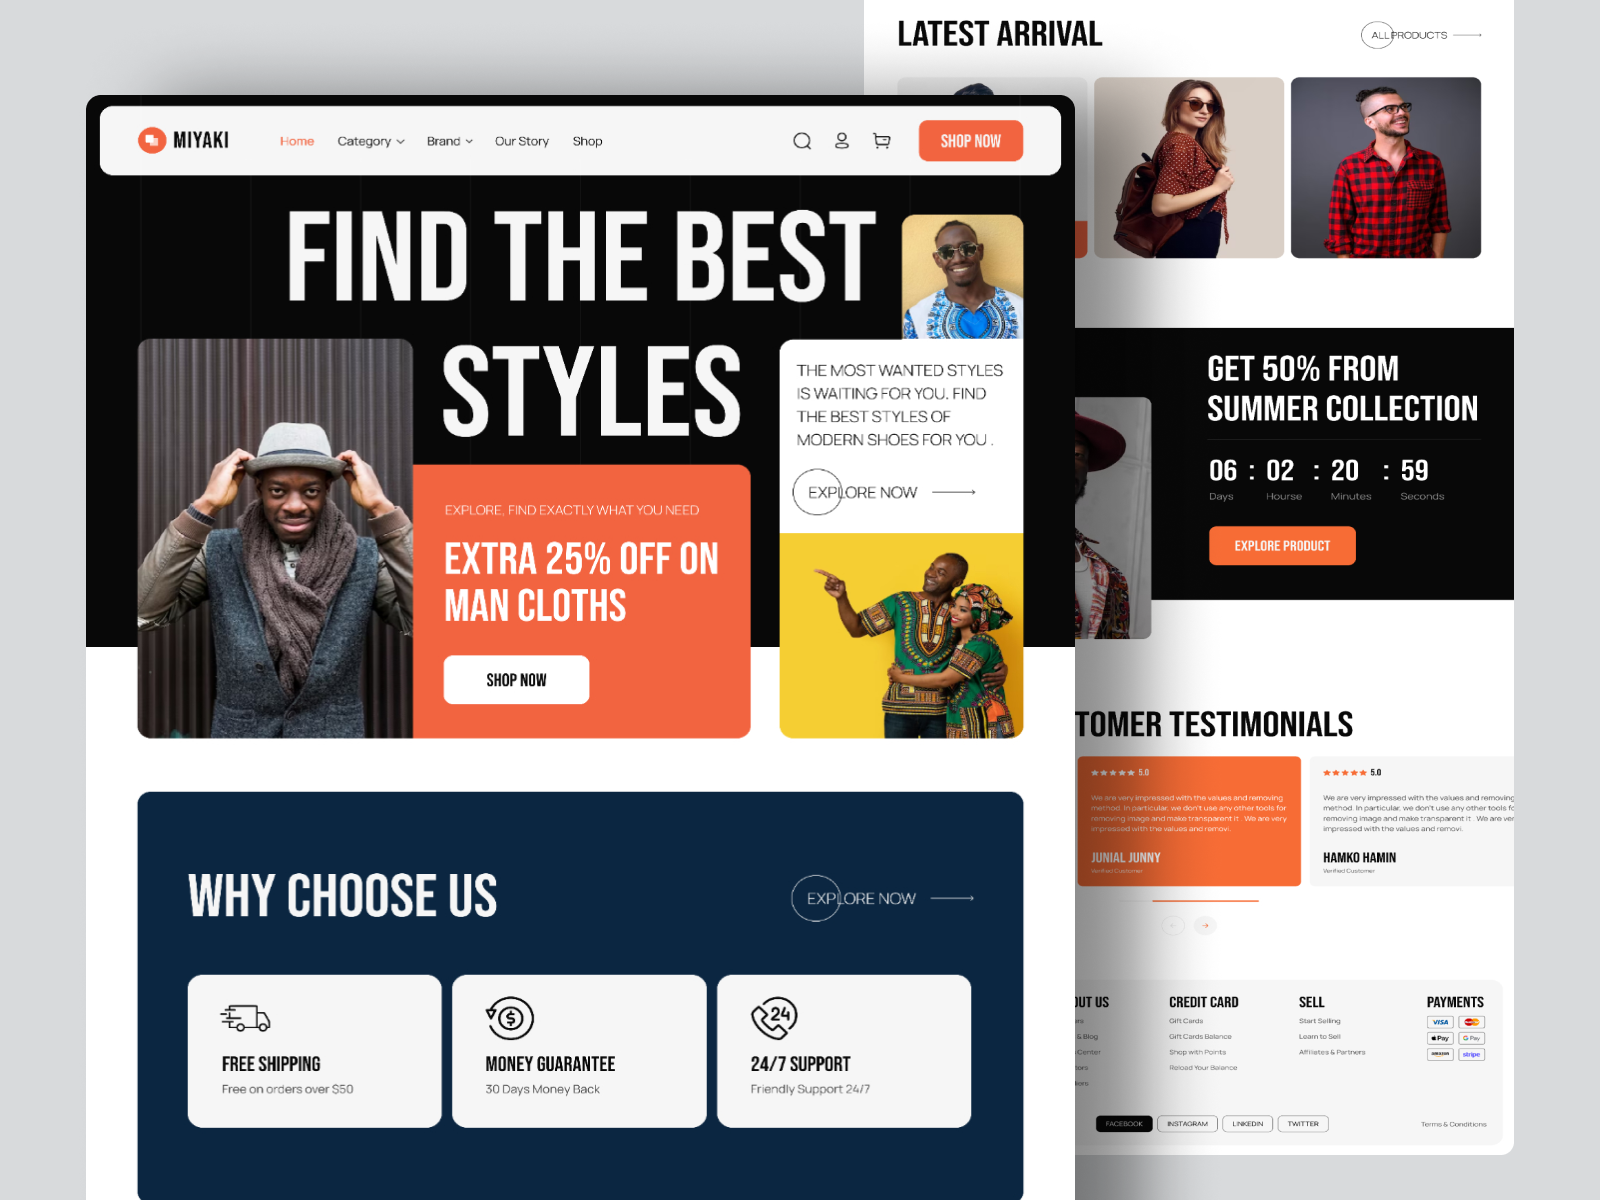 MIYAKI
Home
Category
Brand
Our Story
Shop
SHOP NOW
FIND THE BEST
STYLES
THE MOST WANTED STYLES
IS WAITING FOR YOU. FIND
THE BEST STYLES OF
MODERN SHOES FOR YOU .
EXPLORE NOW
EXPLORE, FIND EXACTLY WHAT YOU NEED
EXTRA 25% OFF ON
MAN CLOTHS
SHOP NOW
WHY CHOOSE US
EXPLORE NOW
FREE SHIPPING
Free on orders over $50
$
MONEY GUARANTEE
30 Days Money Back
24
24/7 SUPPORT
Friendly Support 24/7
LATEST ARRIVAL
ALL PRODUCTS
GET 50% FROM
SUMMER COLLECTION
06 : 02 : 20 : 59
Days Hourse Minutes Seconds
EXPLORE PRODUCT
TOMER TESTIMONIALS
5.0
We are very impressed with the values and removing
method. In particular, we don't use any other tools for
removing image and make transparent it . We are very
impressed with the values and removi.
JUNIAL JUNNY
Verified Customer
5.0
We are very impressed with the values and removing
method. In particular, we don't use any other tools fo
removing image and make transparent it . We are ver
impressed with the values and removi.
HAMKO HAMIN
Verified Customer
OUT US
& Blog
Center
CREDIT CARD
Gift Cards
Gift Cards Balence
Shop with Points
Reload Your Balance
SELL
Start Selling
Learn to Sell
Affiliates & Partners
PAYMENTS
VISA
Pay
G Pay
amazon
stripe
FACEBOOK
INSTAGRAM
LINKEDIN
TWITTER
Terms & Conditions